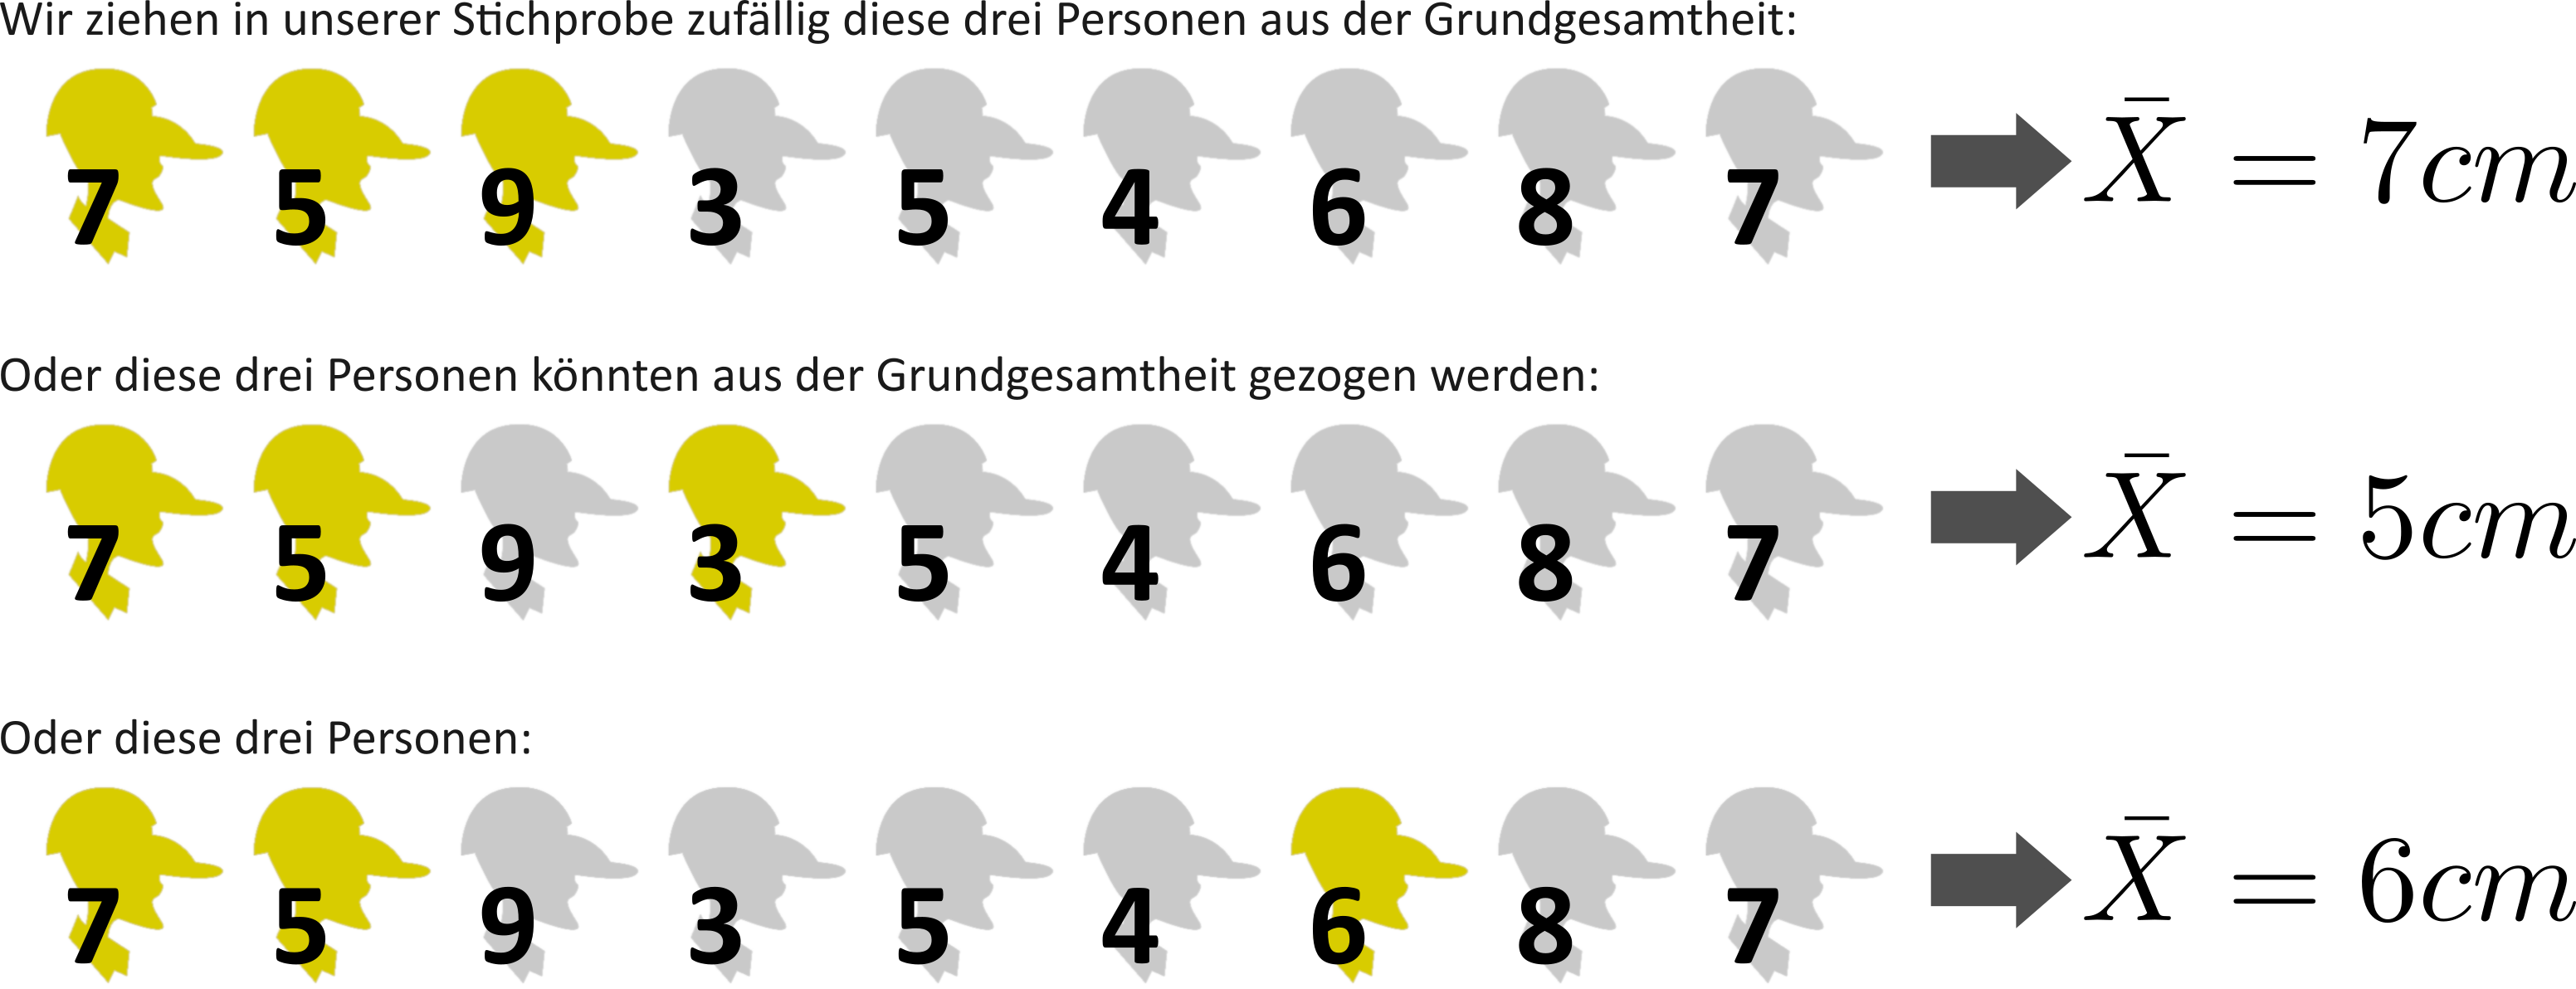 Wir ziehen in unserer Stichprobe zufällig diese drei Personen aus der Grundgesamtheit:
7 5 9 3 5 4 6 8 7 X̄ = 7cm
Oder diese drei Personen könnten aus der Grundgesamtheit gezogen werden:
7 5 9 3 5 4 6 8 7 X̄ = 5cm
Oder diese drei Personen:
7 5 9 3 5 4 6 8 7 X̄ = 6cm